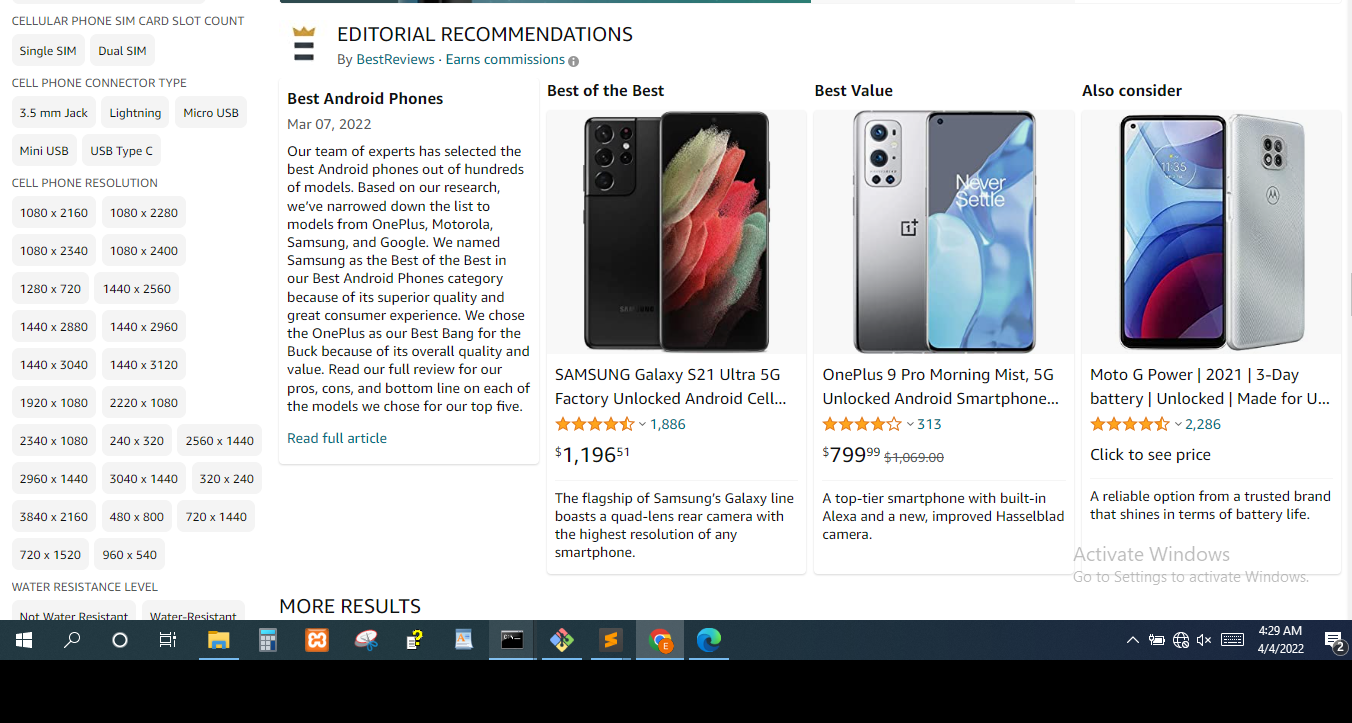 CELLULAR PHONE SIM CARD SLOT COUNT
Single SIM Dual SIM
CELL PHONE CONNECTOR TYPE
3.5 mm Jack Lightning Micro USB
Mini USB USB Type C
CELL PHONE RESOLUTION
1080 x 2160 1080 x 2280
1080 x 2340 1080 x 2400
1280 x 720 1440 x 2560
1440 x 2880 1440 x 2960
1440 x 3040 1440 x 3120
1920 x 1080 2220 x 1080
2340 x 1080 240 x 320 2560 x 1440
2960 x 1440 3040 x 1440 320 x 240
3840 x 2160 480 x 800 720 x 1440
720 x 1520 960 x 540
WATER RESISTANCE LEVEL
Not Water Resistant Water-Resistant
EDITORIAL RECOMMENDATIONS
By BestReviews · Earns commissions
Best Android Phones
Mar 07, 2022
Our team of experts has selected the
best Android phones out of hundreds
of models. Based on our research,
we've narrowed down the list to
models from OnePlus, Motorola,
Samsung, and Google. We named
Samsung as the Best of the Best in
our Best Android Phones category
because of its superior quality and
great consumer experience. We chose
the OnePlus as our Best Bang for the
Buck because of its overall quality and
value. Read our full review for our
pros, cons, and bottom line on each of
the models we chose for our top five.
Read full article
Best of the Best
SAMSUNG
SAMSUNG Galaxy S21 Ultra 5G
Factory Unlocked Android Cell...
1,886
$1,19651
The flagship of Samsung's Galaxy line
boasts a quad-lens rear camera with
the highest resolution of any
smartphone.
Best Value
Never
Settle
OnePlus 9 Pro Morning Mist, 5G
Unlocked Android Smartphone...
313
$79999 $1,069.00
A top-tier smartphone with built-in
Alexa and a new, improved Hasselblad
camera.
Also consider
11:35
Moto G Power | 2021 | 3-Day
battery | Unlocked | Made for U...
2,286
Click to see price
A reliable option from a trusted brand
that shines in terms of battery life.
Activate Windows
Go to Settings to activate Windows.
MORE RESULTS
4:29 AM
4/4/2022
2